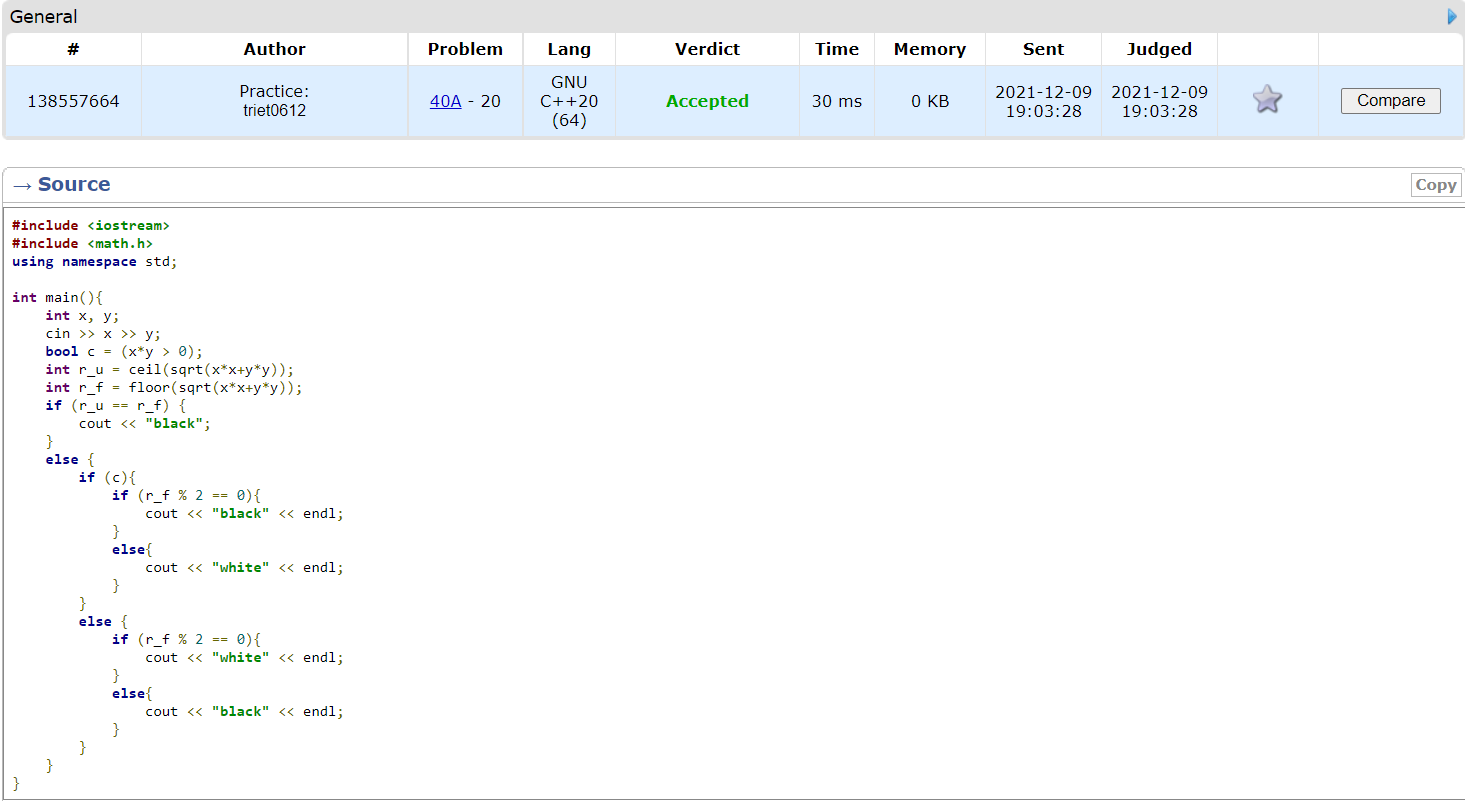 General
# Author Problem Lang Verdict Time Memory Sent Judged
138557664 Practice: triet0612 40A - 20 GNU C++20 (64) Accepted 30 ms 0 KB 2021-12-09 19:03:28 2021-12-09 19:03:28 Compare
→ Source
Copy
#include <iostream>
#include <math.h>
using namespace std;

int main(){
    int x, y;
    cin >> x >> y;
    bool c = (x*y > 0);
    int r_u = ceil(sqrt(x*x+y*y));
    int r_f = floor(sqrt(x*x+y*y));
    if (r_u == r_f) {
        cout << "black";
    }
    else {
        if (c){
            if (r_f % 2 == 0){
                cout << "black" << endl;
            }
            else{
                cout << "white" << endl;
            }
        }
        else {
            if (r_f % 2 == 0){
                cout << "white" << endl;
            }
            else{
                cout << "black" << endl;
            }
        }
    }
}